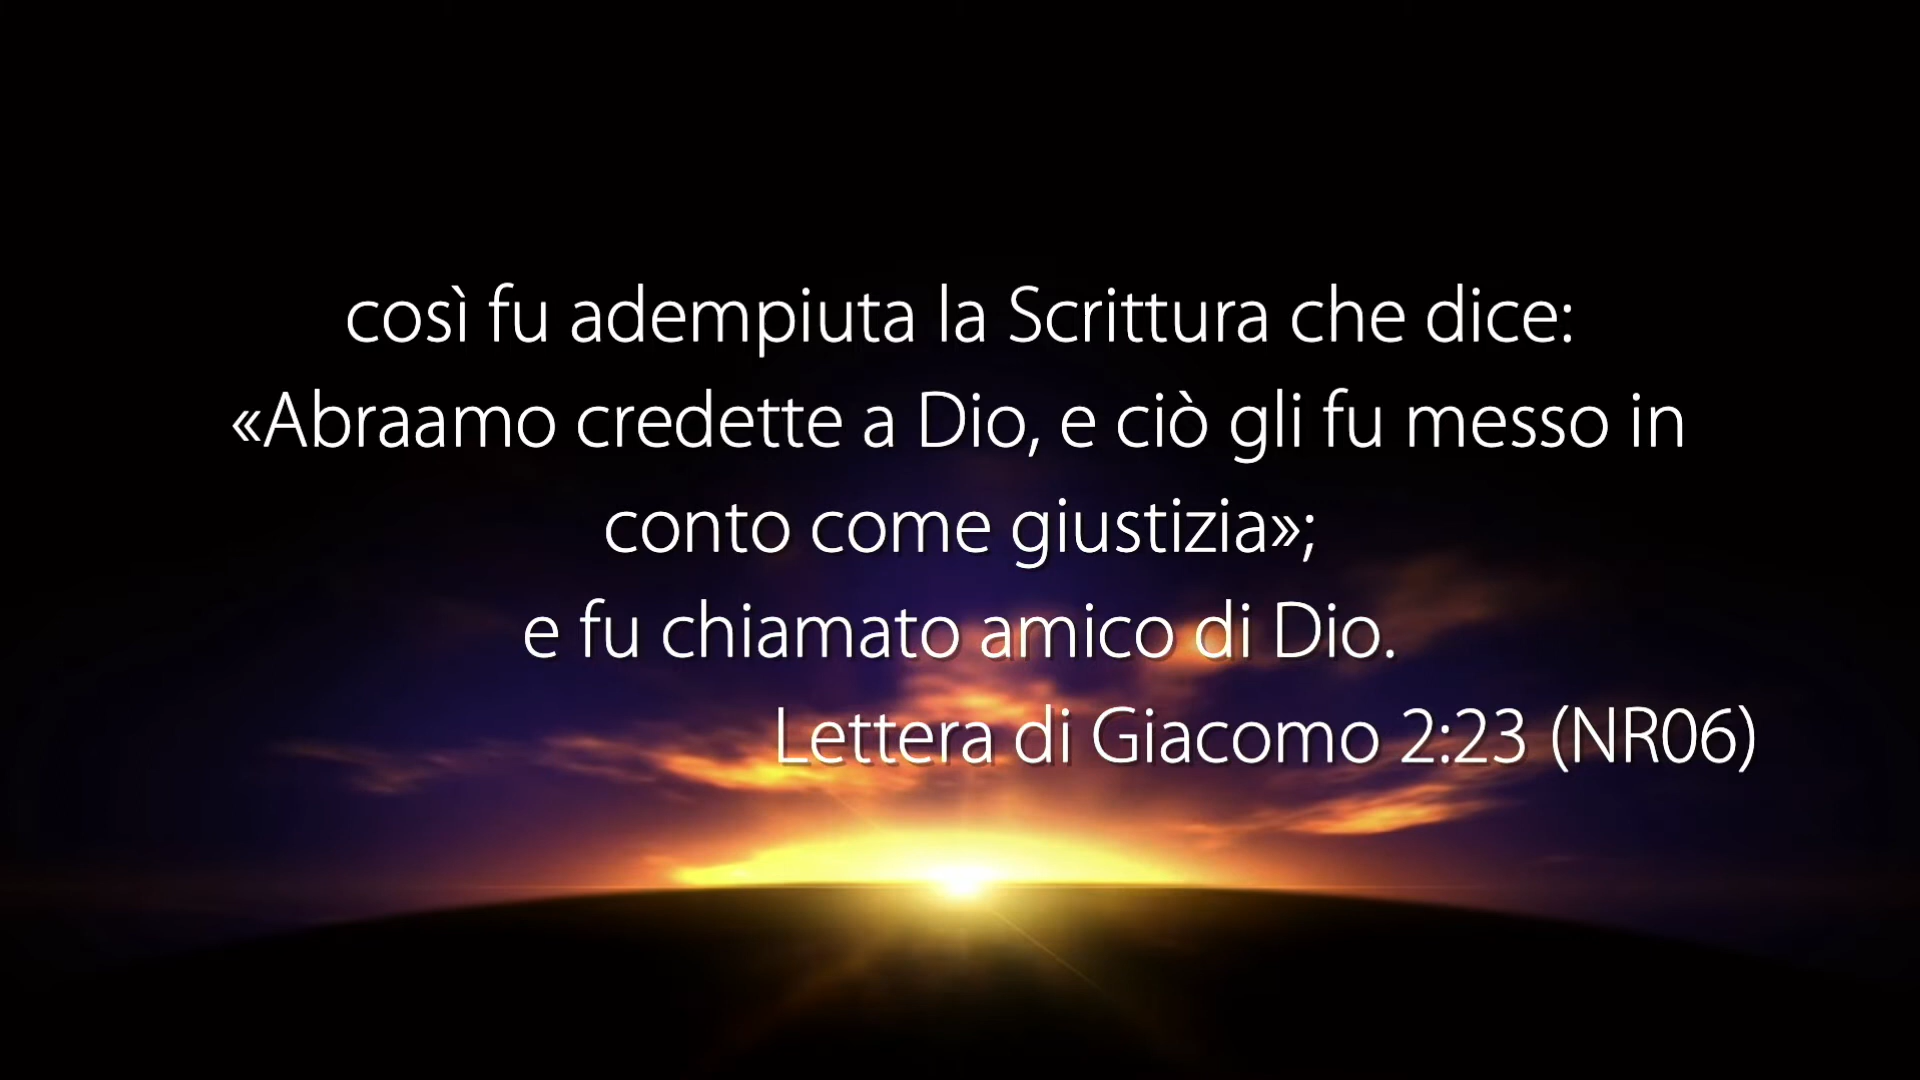 così fu adempiuta la Scrittura che dice:
«Abraamo credette a Dio, e ciò gli fu messo in
conto come giustizia»;
e fu chiamato amico di Dio.
Lettera di Giacomo 2:23 (NR06)